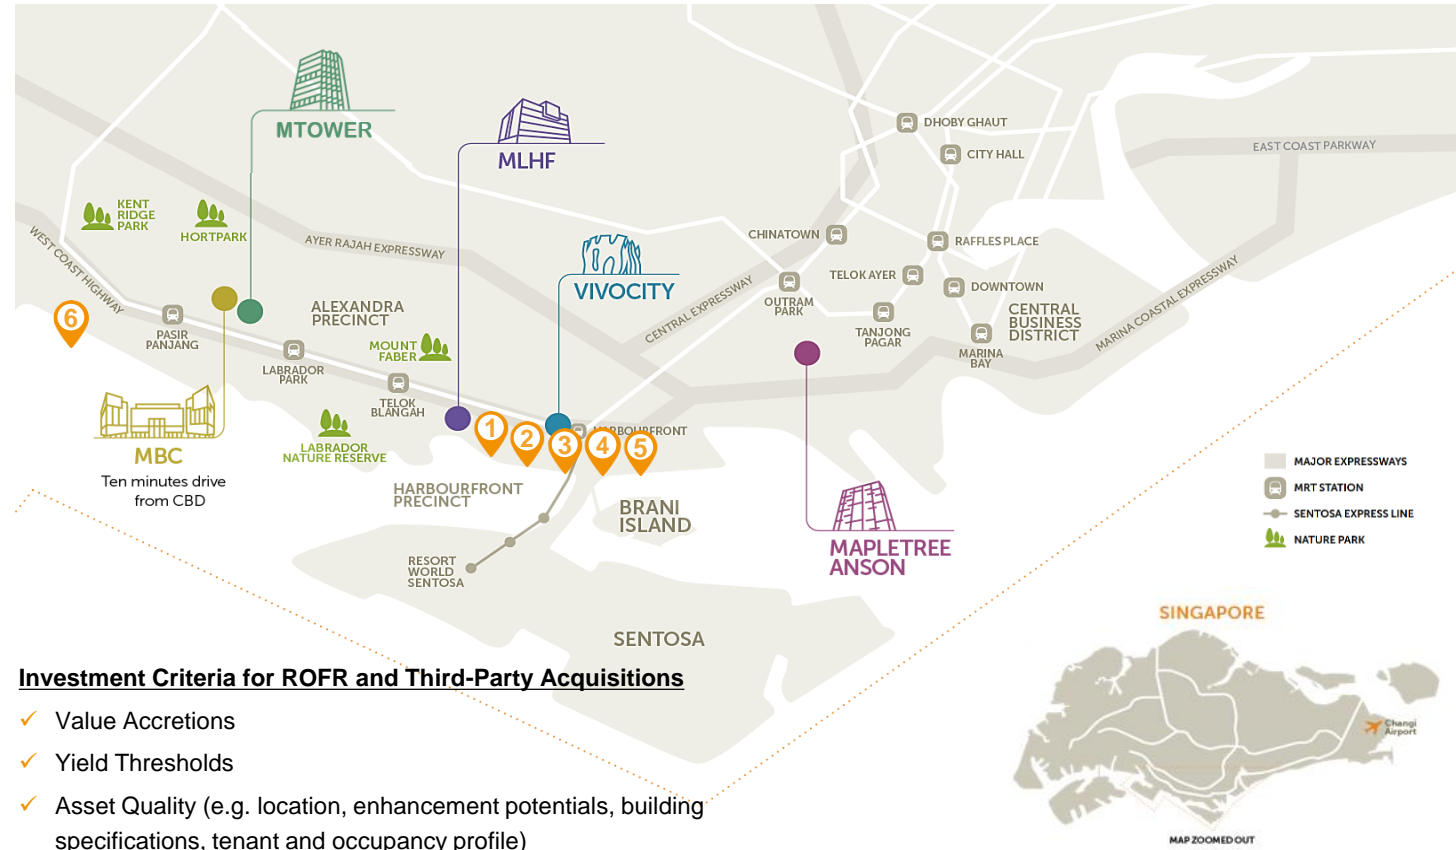 MTOWER
MLHF
DHOBY GHAUT
CITY HALL
EAST COAST PARKWAY
KENT
RIDGE
PARK
HORTPARK
WEST COAST HIGHWAY
AYER RAJAH EXPRESSWAY
CHINATOWN
RAFFLES PLACE
VIVOCITY
TELOK AYER
DOWNTOWN
OUTRAM
PARK
CENTRAL EXPRESSWAY
MARINA COASTAL EXPRESSWAY
6
ALEXANDRA
PRECINCT
CENTRAL
BUSINESS
DISTRICT
PASIR
PANJANG
TANJONG
PAGAR
MOUNT
FABER
MARINA
BAY
LABRADOR
PARK
TELOK
BLANGAH
1
2
3
4
5
HARBOURFRONT
LABRADOR
NATURE RESERVE
MBC
Ten minutes drive
from CBD
HARBOURFRONT
PRECINCT
BRANI
ISLAND
MAJOR EXPRESSWAYS
MRT STATION
SENTOSA EXPRESS LINE
NATURE PARK
MAPLETREE
ANSON
RESORT
WORLD
SENTOSA
SENTOSA
SINGAPORE
Changi
Airport
MAP ZOOMED OUT
Investment Criteria for ROFR and Third-Party Acquisitions
✓ Value Accretions
✓ Yield Thresholds
✓ Asset Quality (e.g. location, enhancement potentials, building
specifications, tenant and occupancy profile)